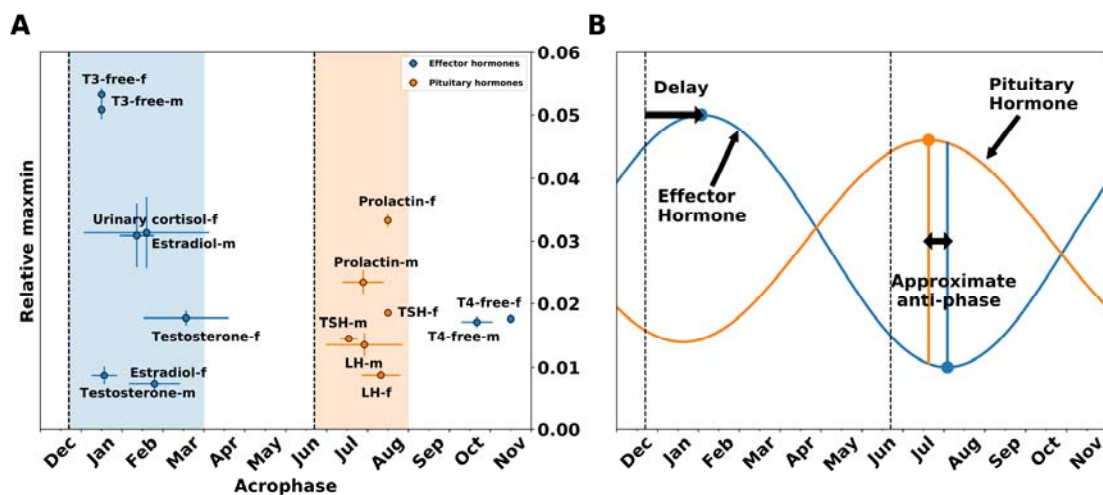 A
B
0.06
0.05
0.04
0.03
0.02
0.01
0.00
Relative maxmin
Effector hormones
Pituitary hormones
T3-free-f
T3-free-m
Urinary cortisol-f
Estradiol-m
Testosterone-f
Estradiol-f
Testosterone-m
Prolactin-f
Prolactin-m
TSH-f
TSH-m
LH-m
LH-f
T4-free-f
T4-free-m
Dec Jan Feb Mar Apr May Jun Jul Aug Sep Oct Nov
Acrophase
Delay
Effector
Hormone
Pituitary
Hormone
Approximate
anti-phase
Dec Jan Feb Mar Apr May Jun Jul Aug Sep Oct Nov